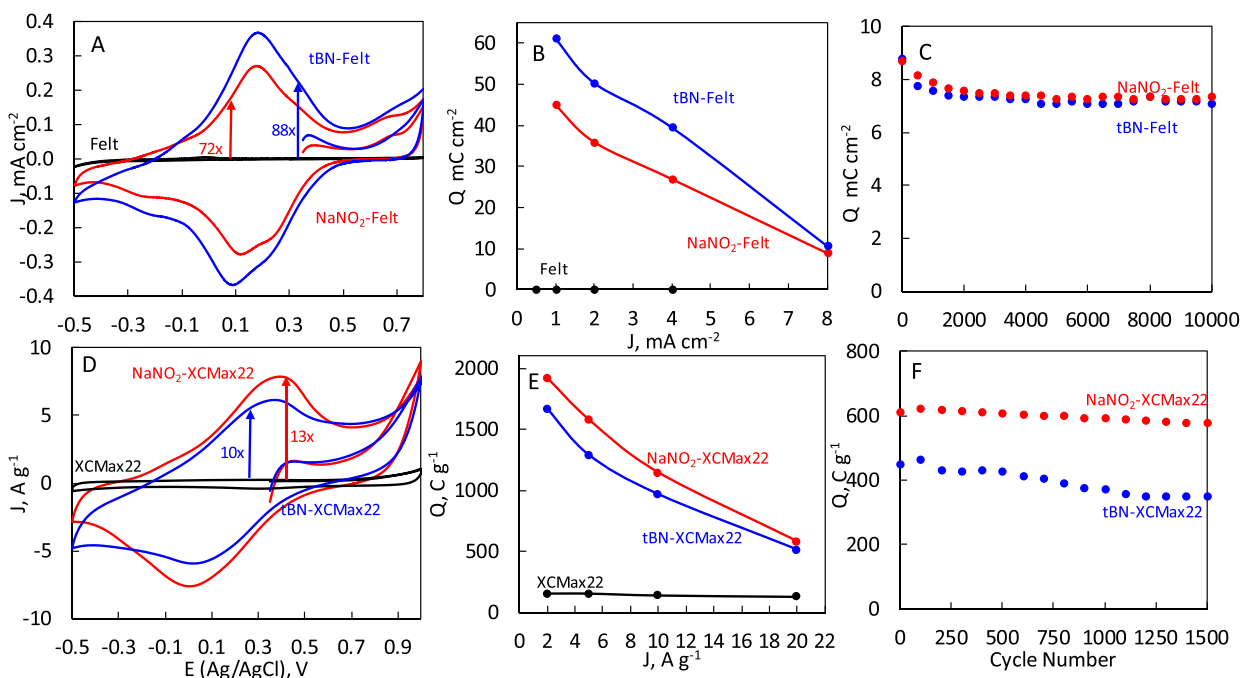 A
0.4
0.3
0.2
0.1
0.0
-0.1
-0.2
-0.3
-0.4
J, mA cm-2
tBN-Felt
Felt
72x
88x
NaNO2-Felt
-0.5 -0.3 -0.1 0.1 0.3 0.5 0.7
B
60
50
40
30
20
10
0
Q mC cm-2
tBN-Felt
NaNO2-Felt
Felt
0 1 2 3 4 5 6 7 8
J, mA cm-2
C
10
8
6
4
2
0
Q mC cm-2
NaNO2-Felt
tBN-Felt
0 2000 4000 6000 8000 10000
D
10
5
0
-5
-10
J, A g-1
NaNO2-XCMax22
10x
13x
XCMax22
tBN-XCMax22
-0.5 -0.3 -0.1 0.1 0.3 0.5 0.7 0.9
E (Ag/AgCl), V
E
2000
1500
1000
500
0
Q, C g-1
NaNO2-XCMax22
tBN-XCMax22
XCMax22
0 2 4 6 8 10 12 14 16 18 20 22
J, A g-1
F
800
600
400
200
0
Q, C g-1
NaNO2-XCMax22
tBN-XCMax22
0 250 500 750 1000 1250 1500
Cycle Number